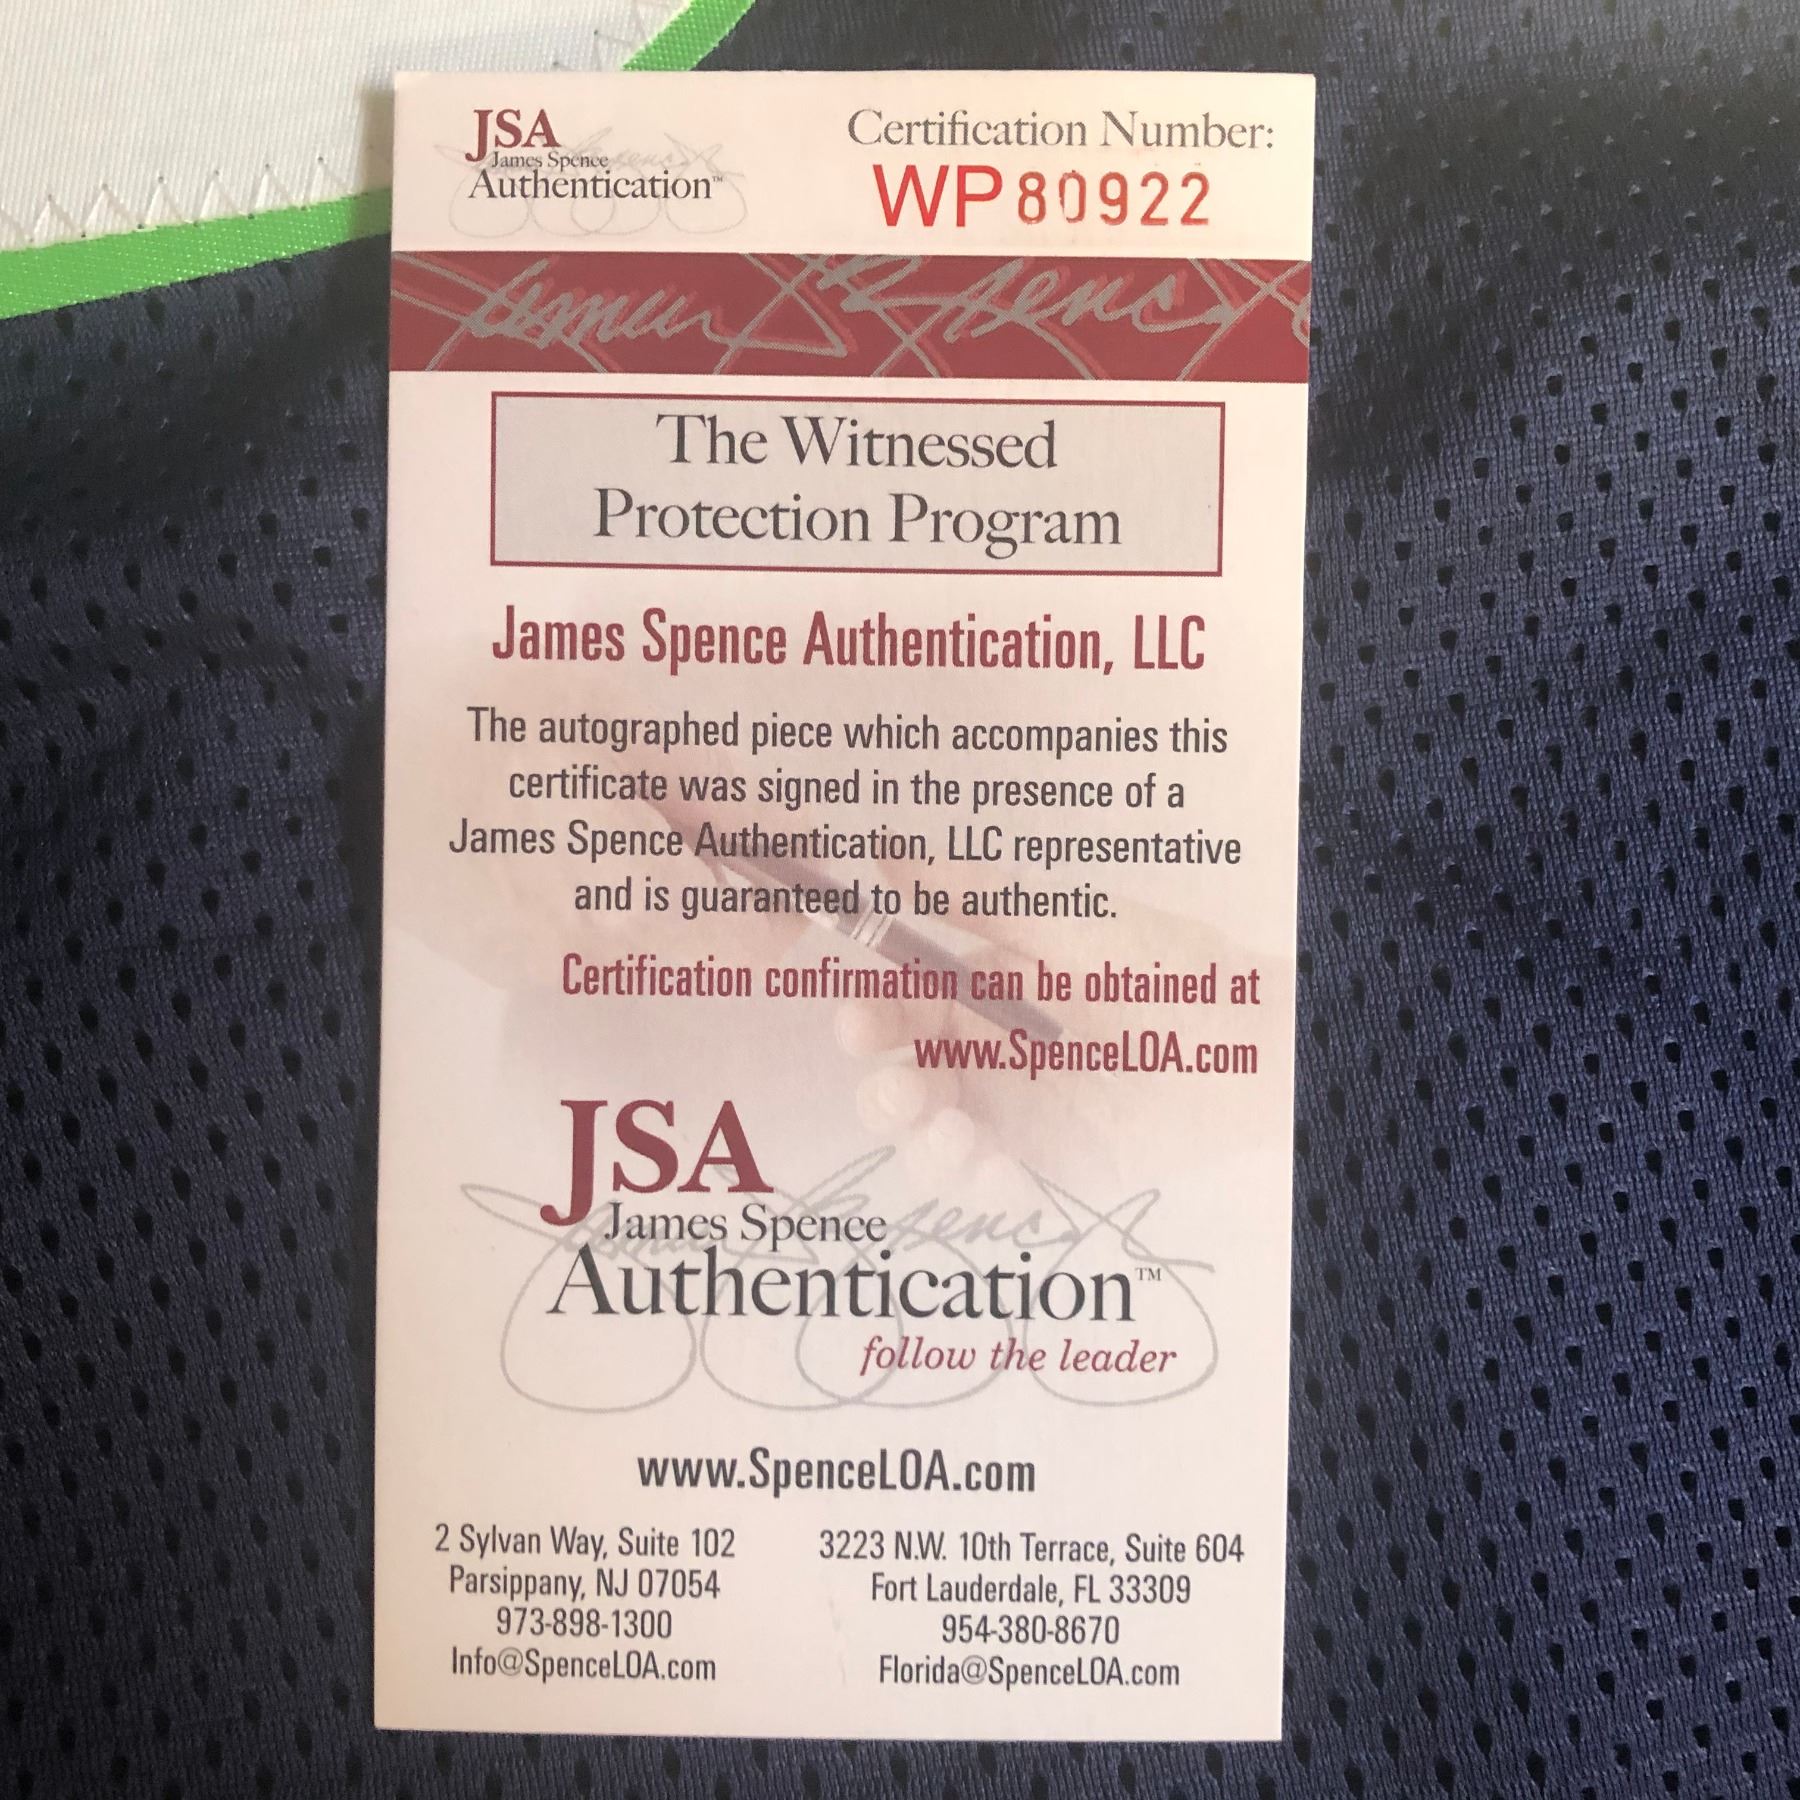 JSA
James Spence
Authentication™
Certification Number:
WP80922
The Witnessed
Protection Program
James Spence Authentication, LLC
The autographed piece which accompanies this
certificate was signed in the presence of a
James Spence Authentication, LLC representative
and is guaranteed to be authentic.
Certification confirmation can be obtained at
www.SpenceLOA.com
JSA
James Spence
Authentication™
follow the leader
www.SpenceLOA.com
2 Sylvan Way, Suite 102
Parsippany, NJ 07054
973-898-1300
Info@SpenceLOA.com
3223 N.W. 10th Terrace, Suite 604
Fort Lauderdale, FL 33309
954-380-8670
Florida@SpenceLOA.com